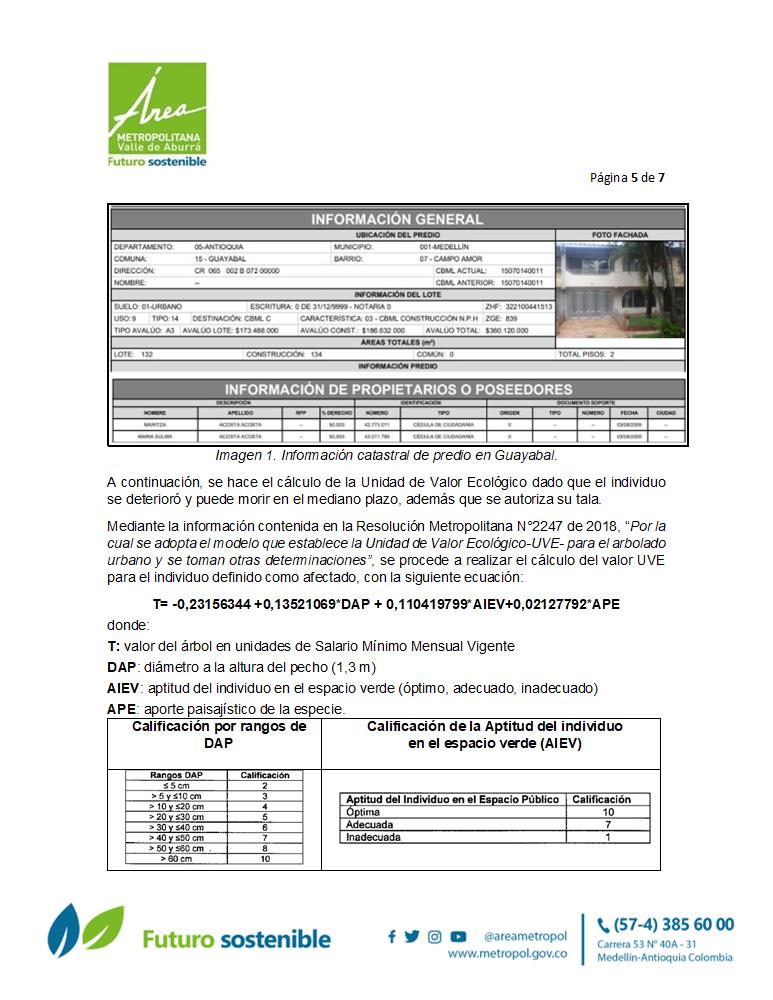 Área
METROPOLITANA
Valle de Aburrá
Futuro sostenible
Página 5 de 7
INFORMACIÓN GENERAL
UBICACIÓN DEL PREDIO FOTO FACHADA
DEPARTAMENTO: 05-ANTIOQUIA MUNICIPIO: 001-MEDELLÍN
COMUNA: 15 - GUAYABAL BARRIO: 07 - CAMPO AMOR
DIRECCIÓN: CR 065 002 B 072 00000 CBML ACTUAL: 15070140011
NOMBRE: -- CBML ANTERIOR: 15070140011
INFORMACIÓN DEL LOTE
SUELO: 01-URBANO ESCRITURA: 0 DE 31/12/9999 - NOTARIA 0 ZHF: 322100441513
USO:9 TIPO:14 DESTINACIÓN: CBML C CARACTERÍSTICA: 03 - CBML CONSTRUCCIÓN N.P.H ZGE: 839
TIPO AVALÚO: A3 AVALÚO LOTE: $173.488.000 AVALÚO CONST.: $186.632.000 AVALÚO TOTAL: $360.120.000
ÁREAS TOTALES (m²)
LOTE: 132 CONSTRUCCIÓN: 134 COMÚN: 0 TOTAL PISOS: 2
INFORMACIÓN PREDIO
INFORMACIÓN DE PROPIETARIOS O POSEEDORES
DESCRIPCIÓN IDENTIFICACIÓN DOCUMENTO SOPORTE
NOMBRE APELLIDO RPP % DERECHO NÚMERO TIPO ORIGEN TIPO NÚMERO FECHA CIUDAD
MARITZA ACOSTA ACOSTA -- 50,000 42.773.011 CÉDULA DE CIUDADANÍA 0 -- -- 03/08/2005 --
MARIA SULMA ACOSTA ACOSTA -- 50,000 43.011.795 CÉDULA DE CIUDADANÍA 0 -- -- 03/08/2005 --
Imagen 1. Información catastral de predio en Guayabal.
A continuación, se hace el cálculo de la Unidad de Valor Ecológico dado que el individuo
se deterioró y puede morir en el mediano plazo, además que se autoriza su tala.
Mediante la información contenida en la Resolución Metropolitana N°2247 de 2018, “Por la
cual se adopta el modelo que establece la Unidad de Valor Ecológico-UVE- para el arbolado
urbano y se toman otras determinaciones”, se procede a realizar el cálculo del valor UVE
para el individuo definido como afectado, con la siguiente ecuación:
T= -0,23156344 +0,13521069*DAP + 0,110419799*AIEV+0,02127792*APE
donde:
T: valor del árbol en unidades de Salario Mínimo Mensual Vigente
DAP: diámetro a la altura del pecho (1,3 m)
AIEV: aptitud del individuo en el espacio verde (óptimo, adecuado, inadecuado)
APE: aporte paisajístico de la especie.
Calificación por rangos de
DAP
Calificación de la Aptitud del individuo
en el espacio verde (AIEV)
Rangos DAP Calificación
≤ 5 cm 2
> 5 y ≤10 cm 3
> 10 y ≤20 cm 4
> 20 y ≤30 cm 5
> 30 y ≤40 cm 6
> 40 y ≤50 cm 7
> 50 y ≤60 cm . 8
> 60 cm 10
Aptitud del Individuo en el Espacio Público Calificación
Óptima 10
Adecuada 7
Inadecuada 1
Futuro sostenible
@areametropol
www.metropol.gov.co
(57-4) 385 60 00
Carrera 53 N° 40A - 31
Medellín-Antioquia Colombia